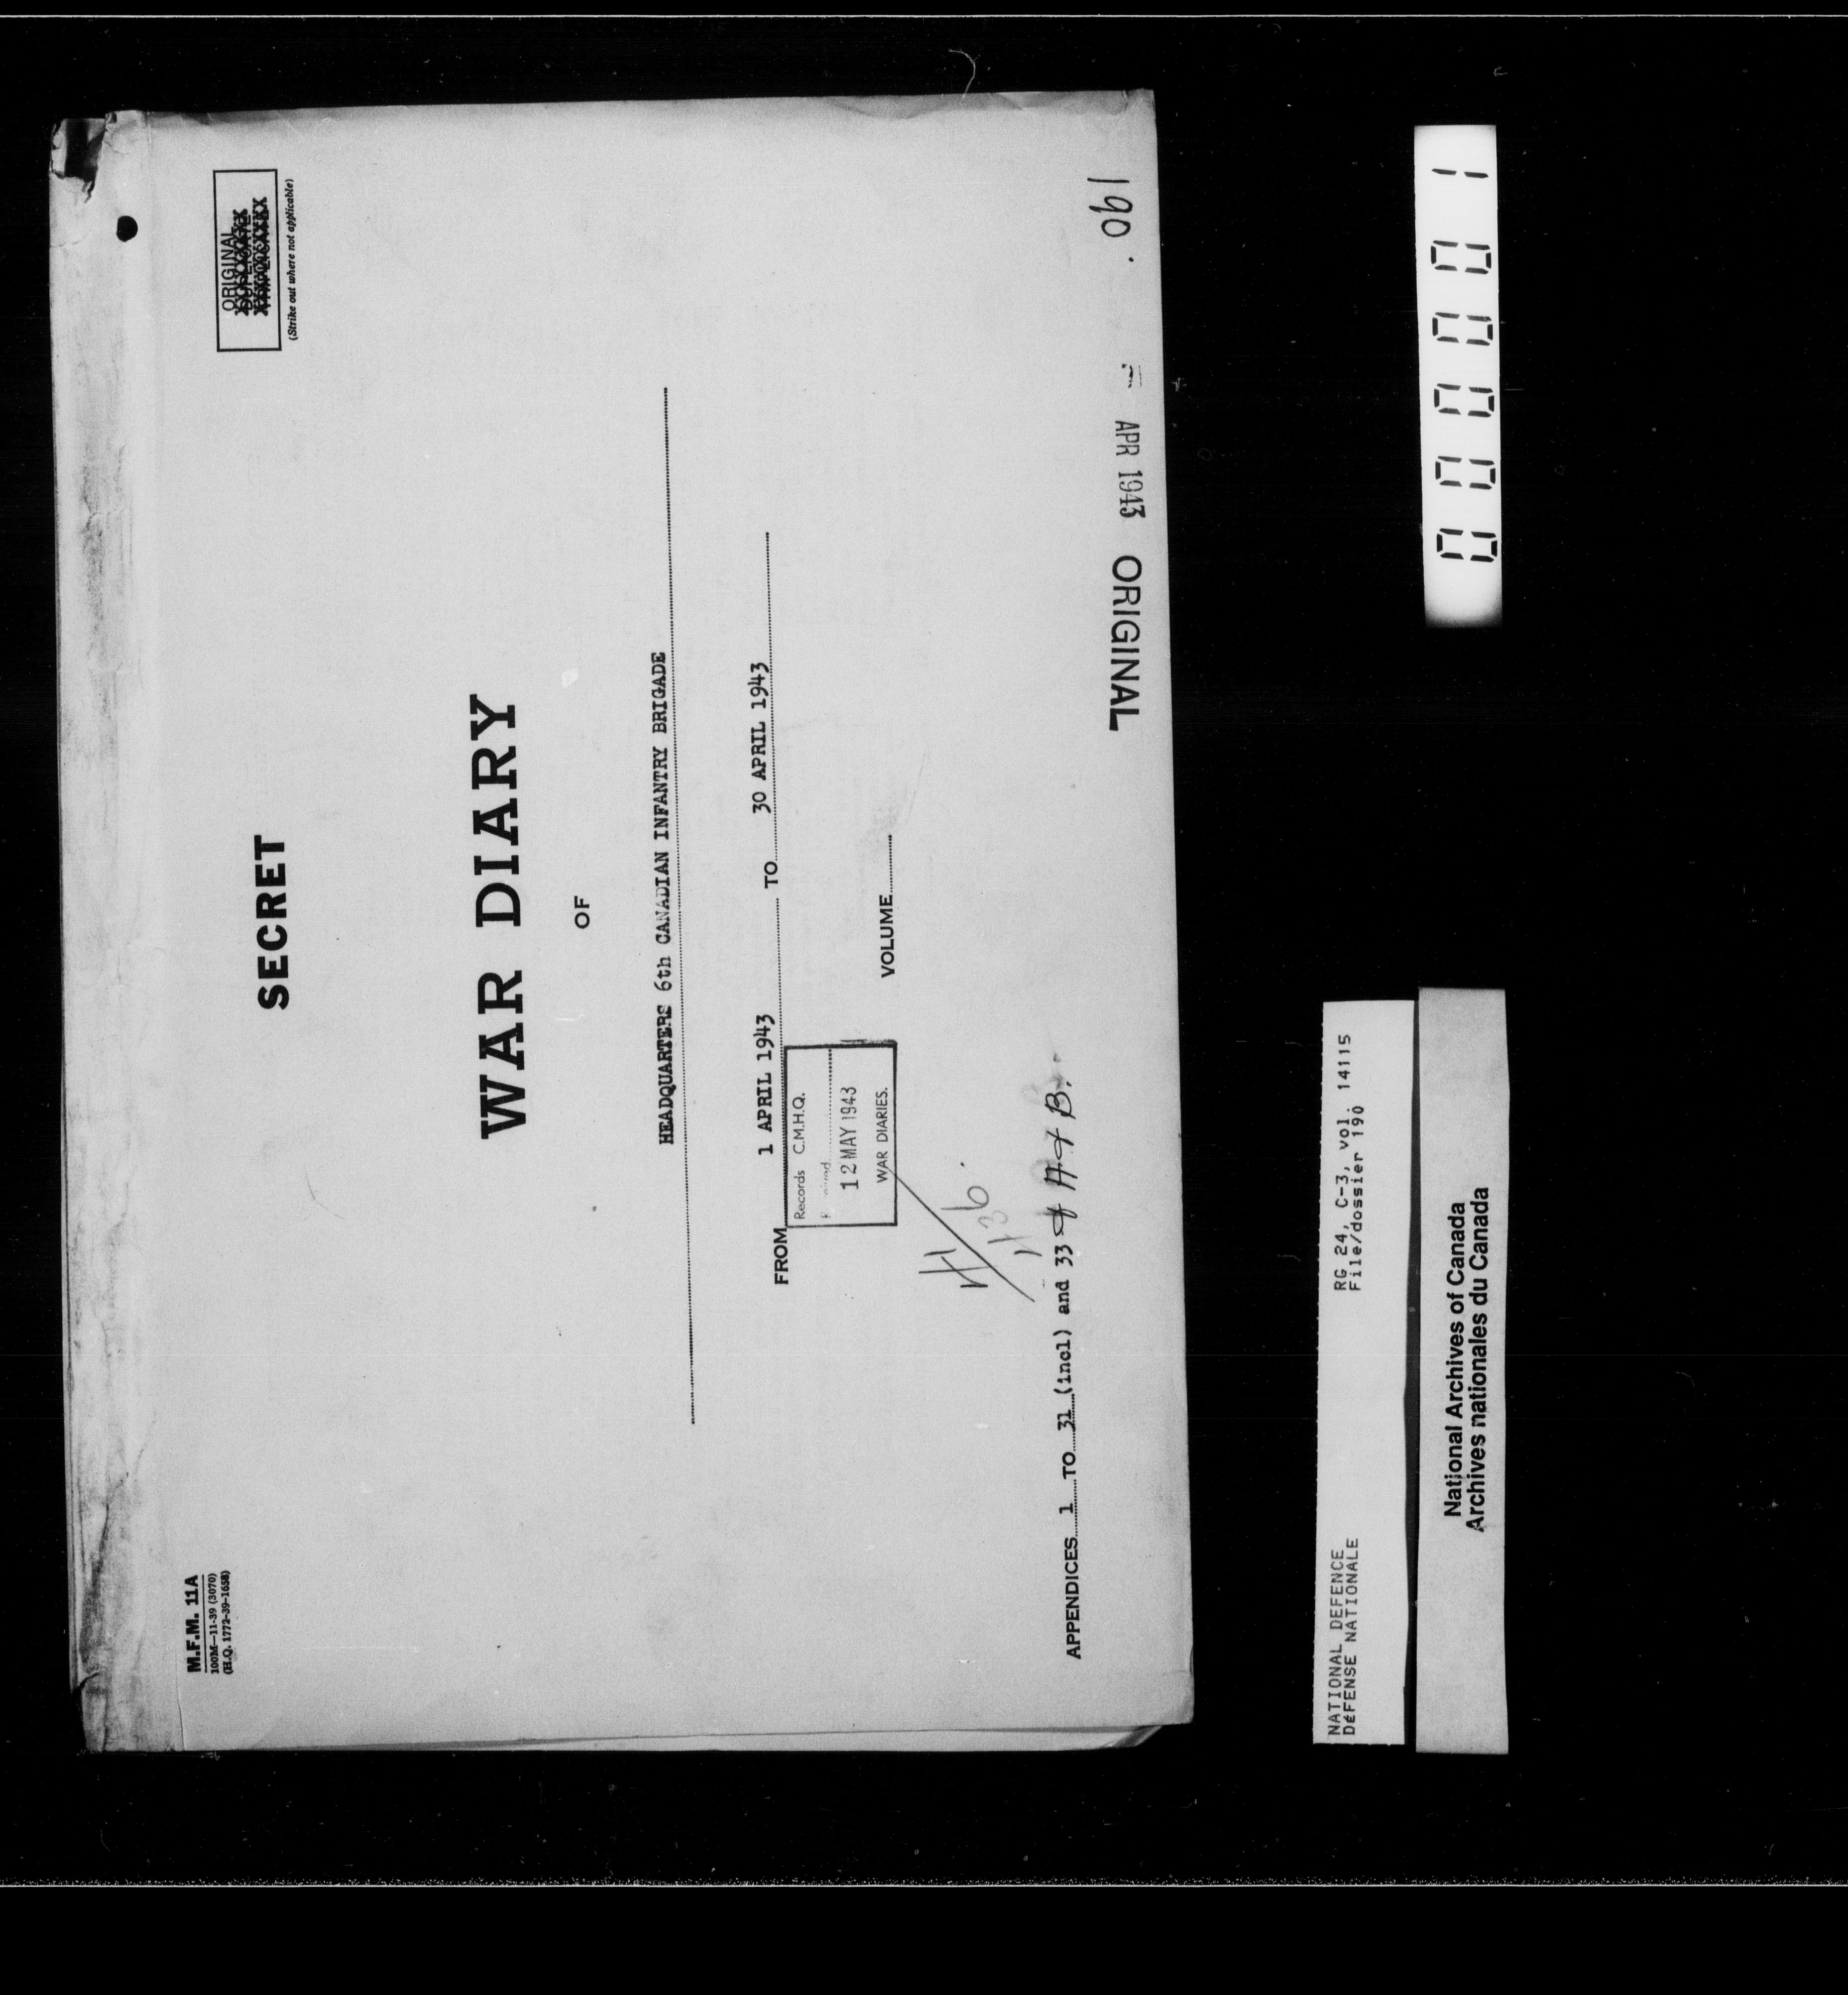 M.F.M. 11A
100M—11-39 (3070)
(H.Q. 1772-39-1658)
ORIGINAL
DUPLICATE
TRIPLICATE
(Strike out where not applicable)
SECRET
WAR DIARY
OF
HEADQUARTERS 6th CANADIAN INFANTRY BRIGADE
FROM 1 APRIL 1943 TO 30 APRIL 1943
Records C.M.H.Q.
12 MAY 1943
WAR DIARIES.
VOLUME
APPENDICES 1 TO 31 (incl) and 33 & A & B.
190
APR 1943 ORIGINAL
NATIONAL DEFENCE RG 24, C-3, vol. 14115
DéFENSE NATIONALE File/dossier 190
National Archives of Canada
Archives nationales du Canada
000001